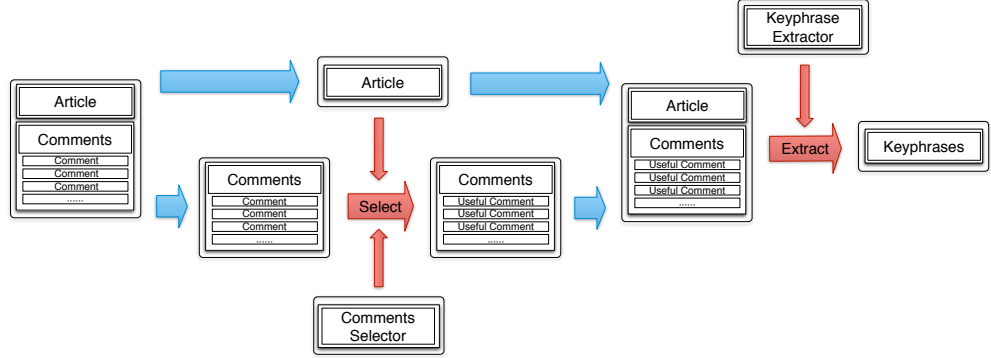 Article
Comments
Comment
Comment
Comment
......
Comments
Comment
Comment
Comment
......
Article
Select
Comments
Selector
Comments
Useful Comment
Useful Comment
Useful Comment
......
Article
Comments
Useful Comment
Useful Comment
Useful Comment
......
Keyphrase
Extractor
Extract
Keyphrases